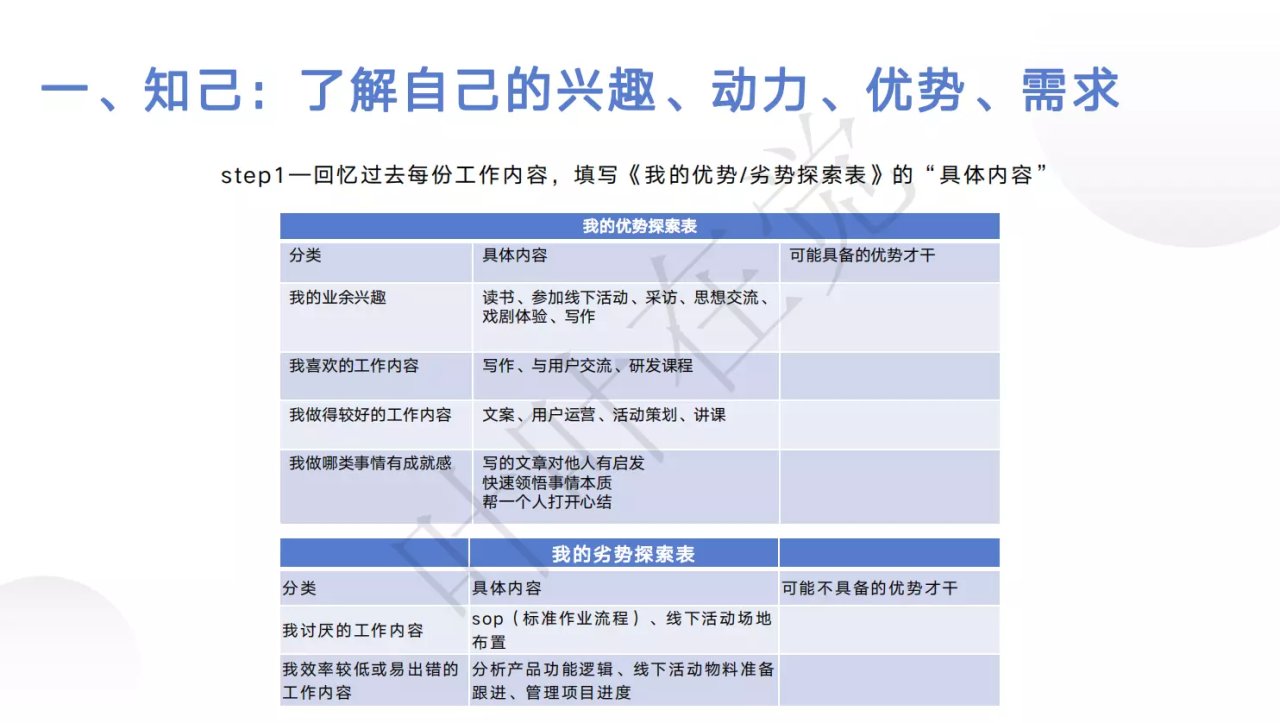 一、知己：了解自己的兴趣、动力、优势、需求
step1—回忆过去每份工作内容，填写《我的优势/劣势探索表》的“具体内容”
我的优势探索表
分类 具体内容 可能具备的优势才干
我的业余兴趣 读书、参加线下活动、采访、思想交流、
戏剧体验、写作
我喜欢的工作内容 写作、与用户交流、研发课程
我做得较好的工作内容 文案、用户运营、活动策划、讲课
我做哪类事情有成就感 写的文章对他人有启发
快速领悟事情本质
帮一个人打开心结
我的劣势探索表
分类 具体内容 可能不具备的优势才干
我讨厌的工作内容 sop（标准作业流程）、线下活动场地
布置
我效率较低或易出错的 分析产品功能逻辑、线下活动物料准备
工作内容 跟进、管理项目进度
叶叶在觉